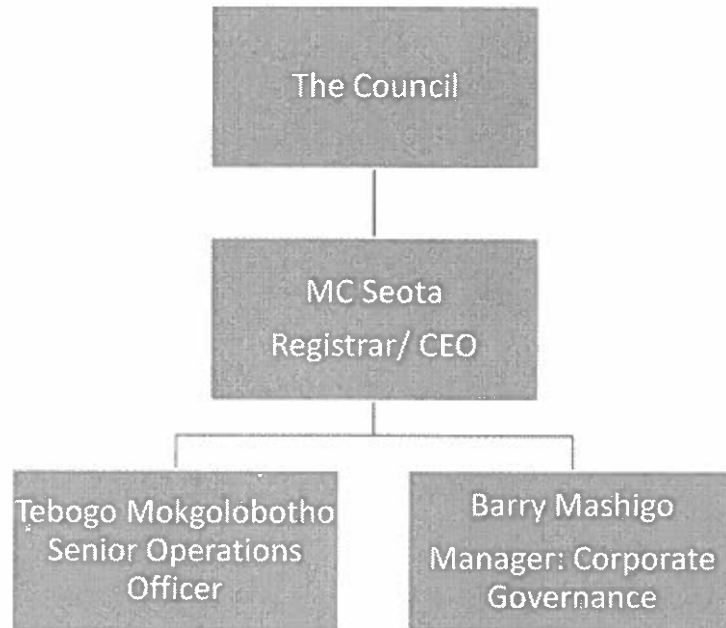 The Council
MC Seota
Registrar/ CEO
Tebogo Mokgolobotho
Senior Operations
Officer
Barry Mashigo
Manager: Corporate
Governance